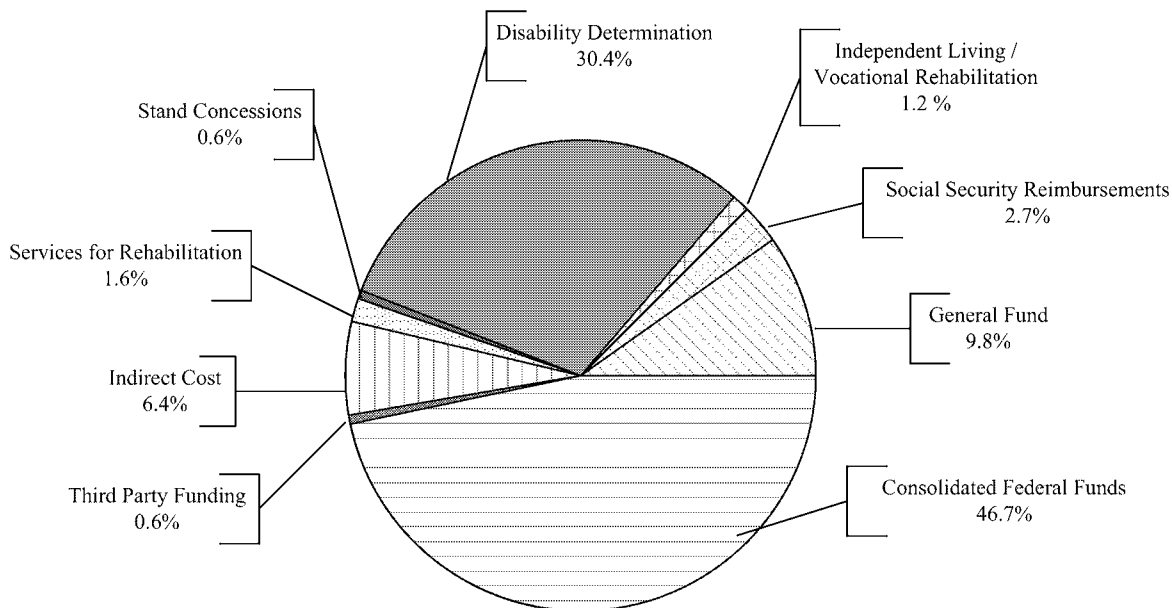 Disability Determination
30.4%
Independent Living /
Vocational Rehabilitation
1.2 %
Stand Concessions
0.6%
Social Security Reimbursements
2.7%
Services for Rehabilitation
1.6%
General Fund
9.8%
Indirect Cost
6.4%
Third Party Funding
0.6%
Consolidated Federal Funds
46.7%